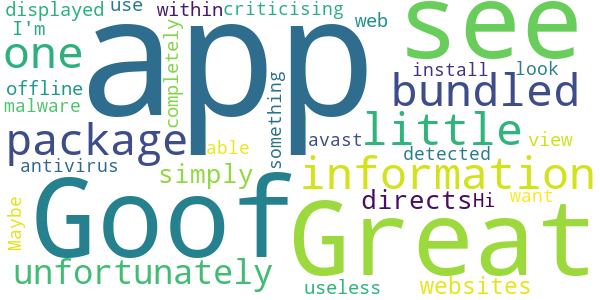 displayed use within criticising
I'm app web see
one completely
offline install look
malware something bundled
package able avast little
antivirus detected view
simply information
Maybe Goof directs Hi want
Great
unfortunately useless websites